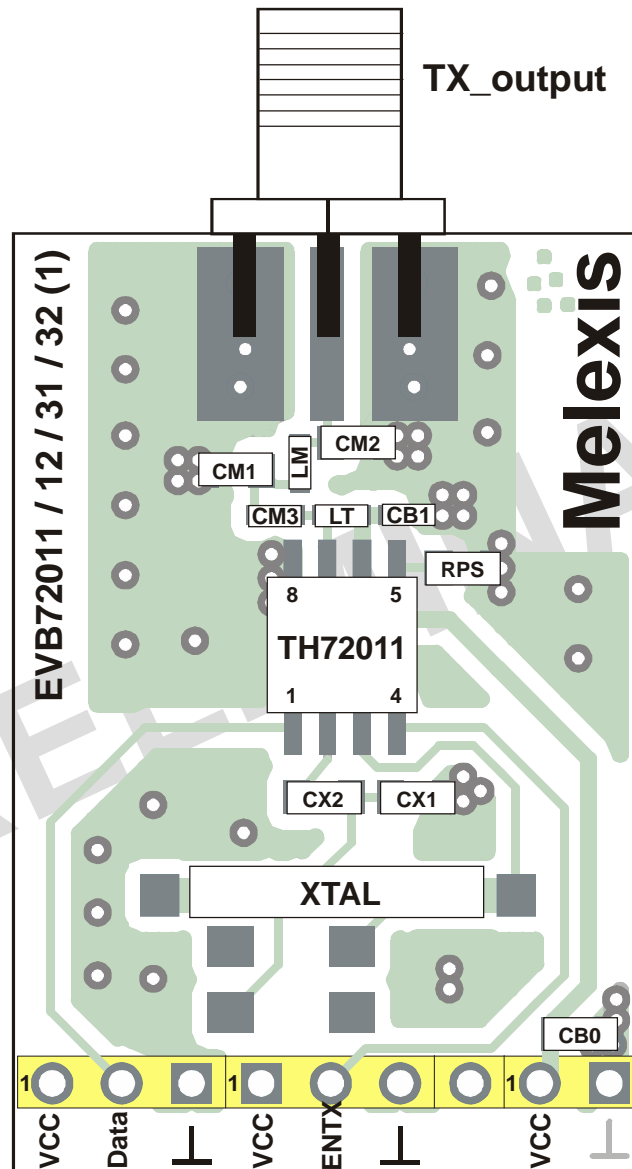 TX_output
EVB72011 / 12 / 31 / 32 (1)
Melexis
CM2
LM
CM1
CM3
LT
CB1
RPS
8
5
TH72011
1
4
CX2
CX1
XTAL
CB0
1
1
1
VCC
Data
VCC
ENTX
VCC